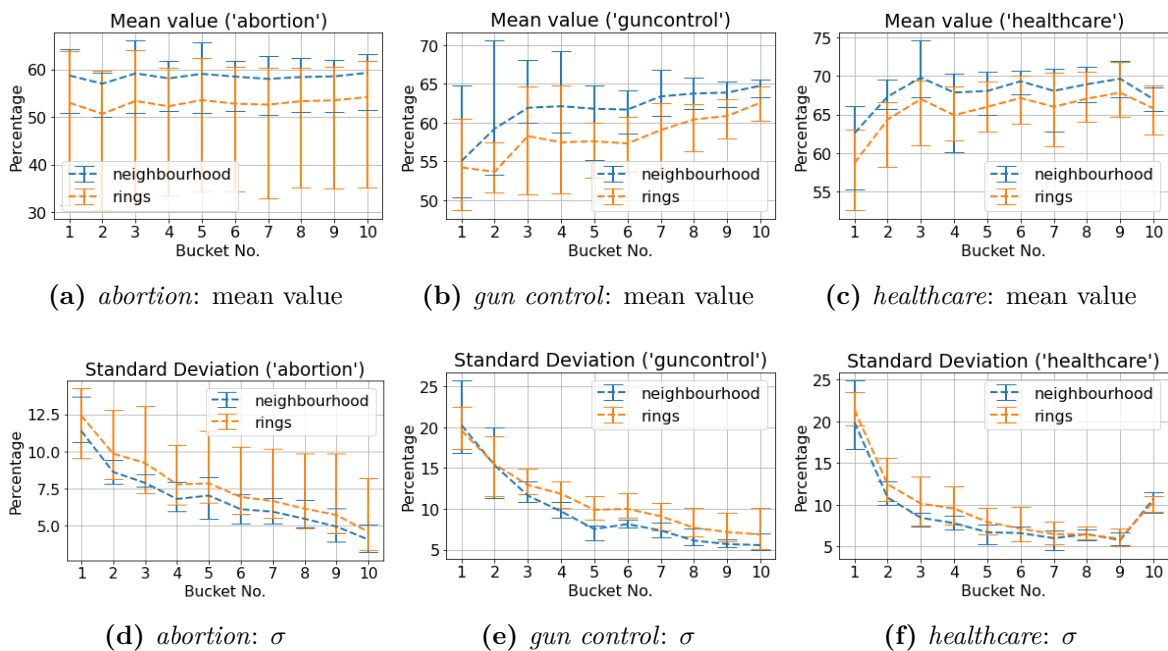 Mean value ('abortion')
Percentage
60
50
40
30
neighbourhood
rings
1 2 3 4 5 6 7 8 9 10
Bucket No.
(a) abortion: mean value
Mean value ('guncontrol')
Percentage
70
65
60
55
50
neighbourhood
rings
1 2 3 4 5 6 7 8 9 10
Bucket No.
(b) gun control: mean value
Mean value ('healthcare')
Percentage
75
70
65
60
55
neighbourhood
rings
1 2 3 4 5 6 7 8 9 10
Bucket No.
(c) healthcare: mean value
Standard Deviation ('abortion')
Percentage
12.5
10.0
7.5
5.0
neighbourhood
rings
1 2 3 4 5 6 7 8 9 10
Bucket No.
(d) abortion: σ
Standard Deviation ('guncontrol')
Percentage
25
20
15
10
5
neighbourhood
rings
1 2 3 4 5 6 7 8 9 10
Bucket No.
(e) gun control: σ
Standard Deviation ('healthcare')
Percentage
25
20
15
10
5
neighbourhood
rings
1 2 3 4 5 6 7 8 9 10
Bucket No.
(f) healthcare: σ